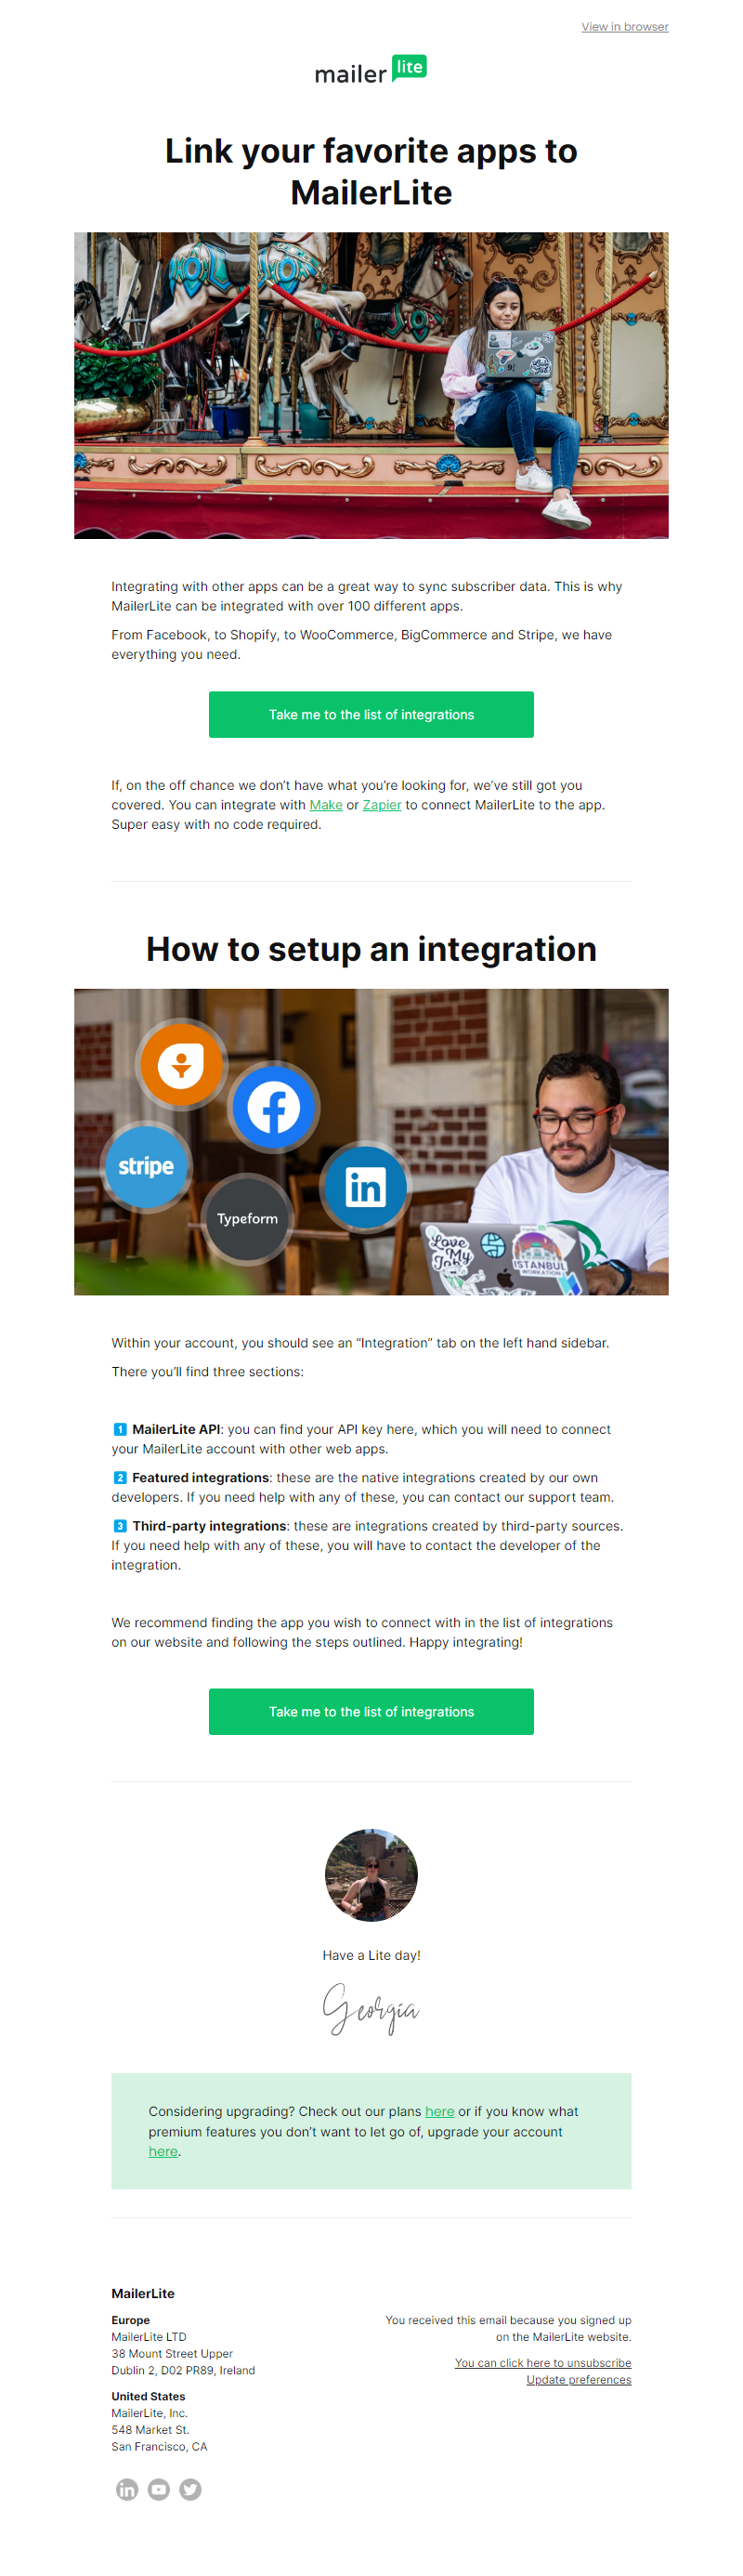 View in browser
mailer lite
Link your favorite apps to
MailerLite
Integrating with other apps can be a great way to sync subscriber data. This is why
MailerLite can be integrated with over 100 different apps.
From Facebook, to Shopify, to WooCommerce, BigCommerce and Stripe, we have
everything you need.
Take me to the list of integrations
If, on the off chance we don’t have what you’re looking for, we’ve still got you
covered. You can integrate with Make or Zapier to connect MailerLite to the app.
Super easy with no code required.
How to setup an integration
stripe
Typeform
in
Love
My
Job
ISTANBUL
WORKATION
Within your account, you should see an “Integration” tab on the left hand sidebar.
There you’ll find three sections:
1 MailerLite API: you can find your API key here, which you will need to connect
your MailerLite account with other web apps.
2 Featured integrations: these are the native integrations created by our own
developers. If you need help with any of these, you can contact our support team.
3 Third-party integrations: these are integrations created by third-party sources.
If you need help with any of these, you will have to contact the developer of the
integration.
We recommend finding the app you wish to connect with in the list of integrations
on our website and following the steps outlined. Happy integrating!
Take me to the list of integrations
Have a Lite day!
Georgia
Considering upgrading? Check out our plans here or if you know what
premium features you don’t want to let go of, upgrade your account
here.
MailerLite
Europe
MailerLite LTD
38 Mount Street Upper
Dublin 2, D02 PR89, Ireland
United States
MailerLite, Inc.
548 Market St.
San Francisco, CA
You received this email because you signed up
on the MailerLite website.
You can click here to unsubscribe
Update preferences
in